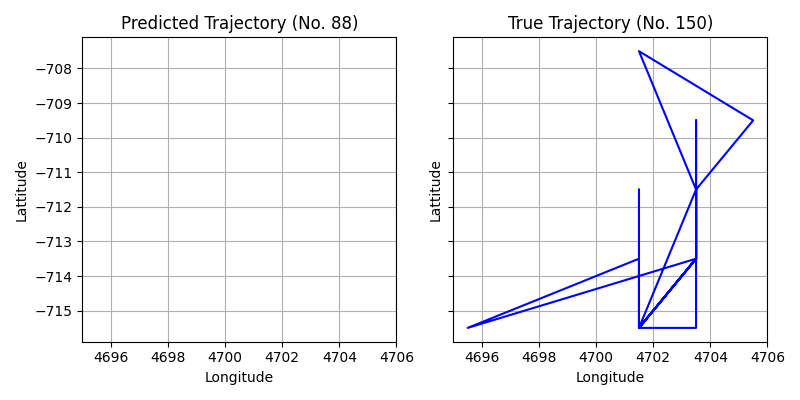 Predicted Trajectory (No. 88)
True Trajectory (No. 150)
−708
−709
−710
−711
−712
−713
−714
−715
Lattitude
Lattitude
4696 4698 4700 4702 4704 4706
4696 4698 4700 4702 4704 4706
Longitude
Longitude